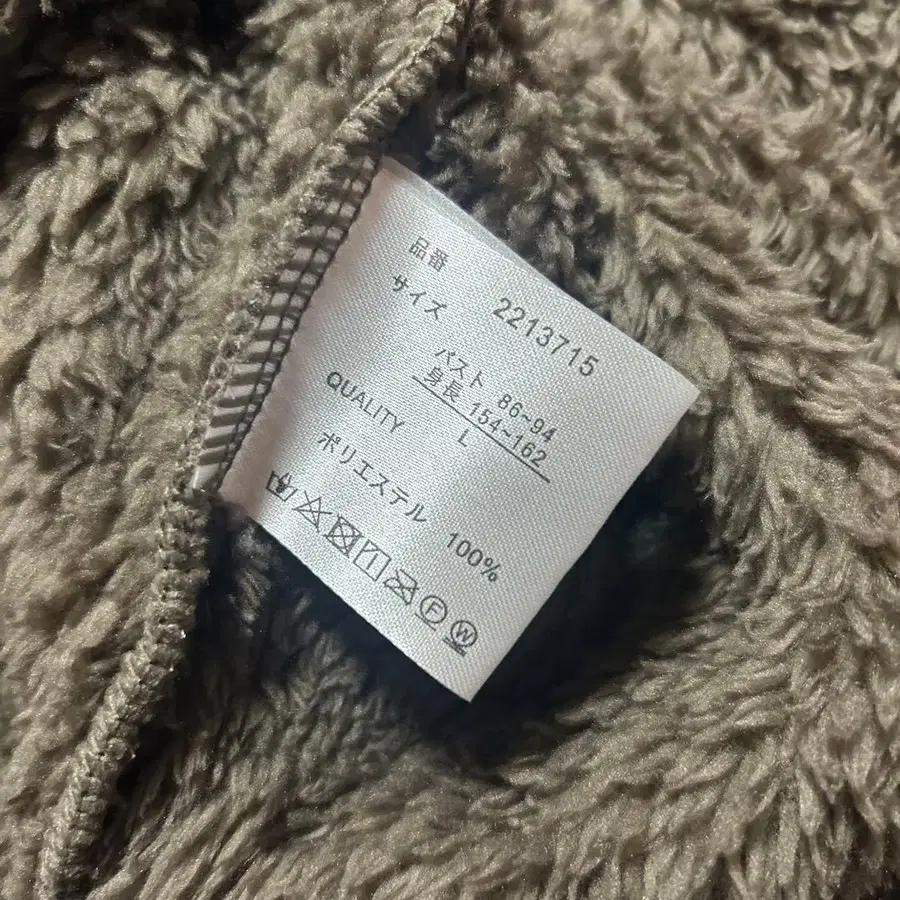 品番 2213715
サイズ
バスト 86~94
身長 154~162
L
QUALITY
ポリエステル 100%
F W